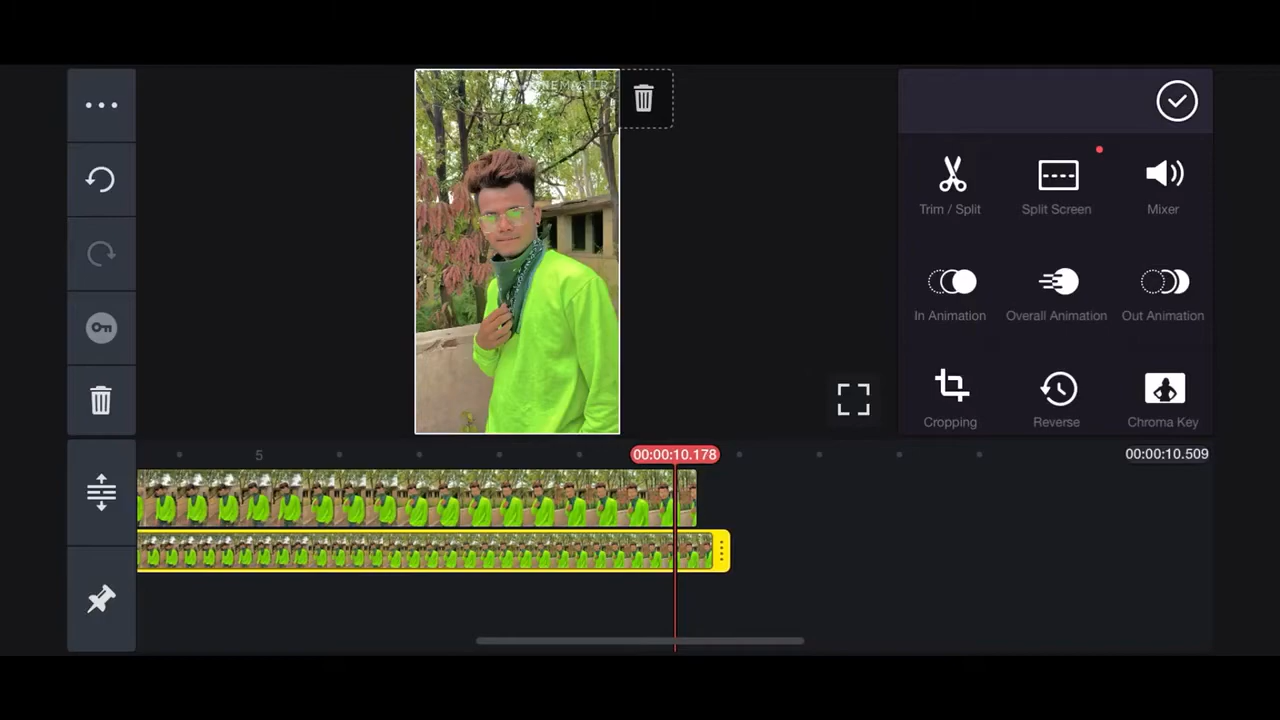 Trim / Split
Split Screen
Mixer
In Animation
Overall Animation
Out Animation
Cropping
Reverse
Chroma Key
5
00:00:10.178
00:00:10.509